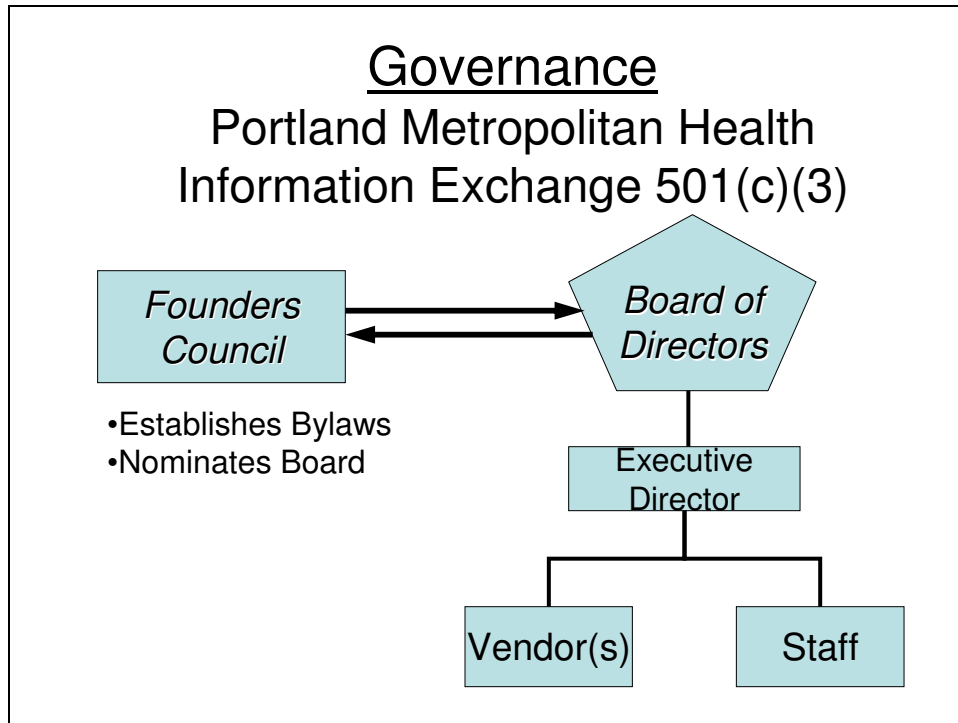 Governance
Portland Metropolitan Health
Information Exchange 501(c)(3)
Founders
Council
Board of
Directors
•Establishes Bylaws
•Nominates Board
Executive
Director
Vendor(s)
Staff